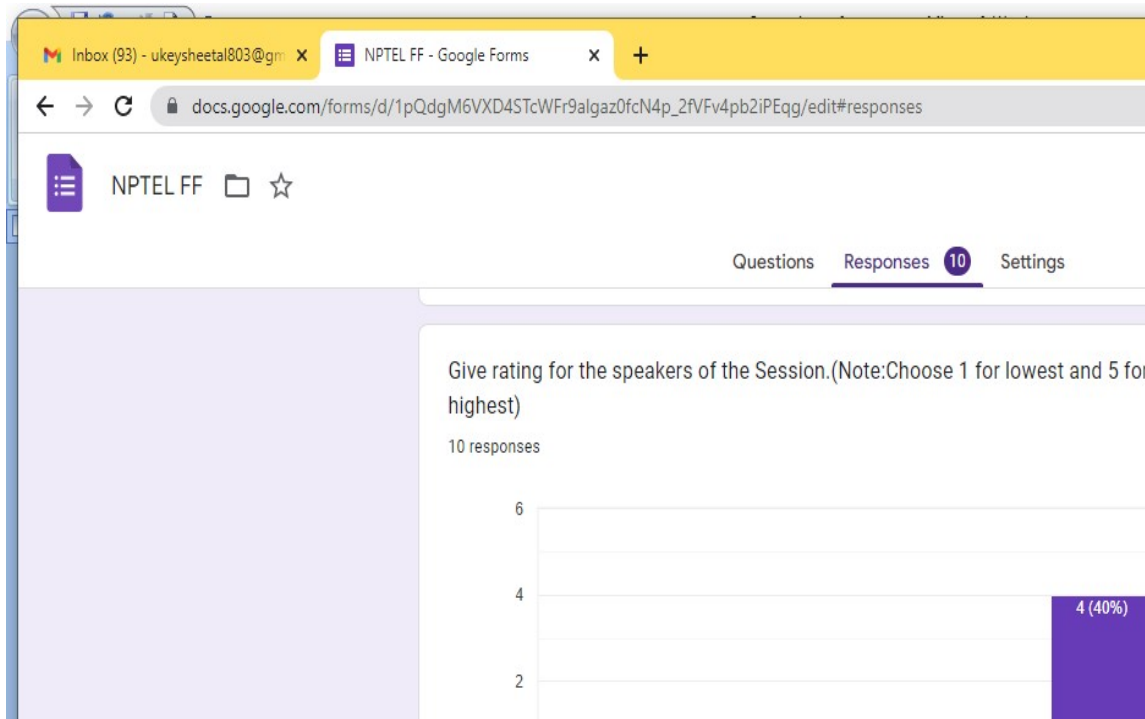 Inbox (93) - ukeysheetal803@gm
NPTEL FF - Google Forms
docs.google.com/forms/d/1pQdgM6VXD4STcWFr9algaz0fcN4p_2fVFv4pb2iPEqg/edit#responses
NPTEL FF
Questions Responses 10 Settings
Give rating for the speakers of the Session.(Note:Choose 1 for lowest and 5 for
highest)
10 responses
6
4
4 (40%)
2